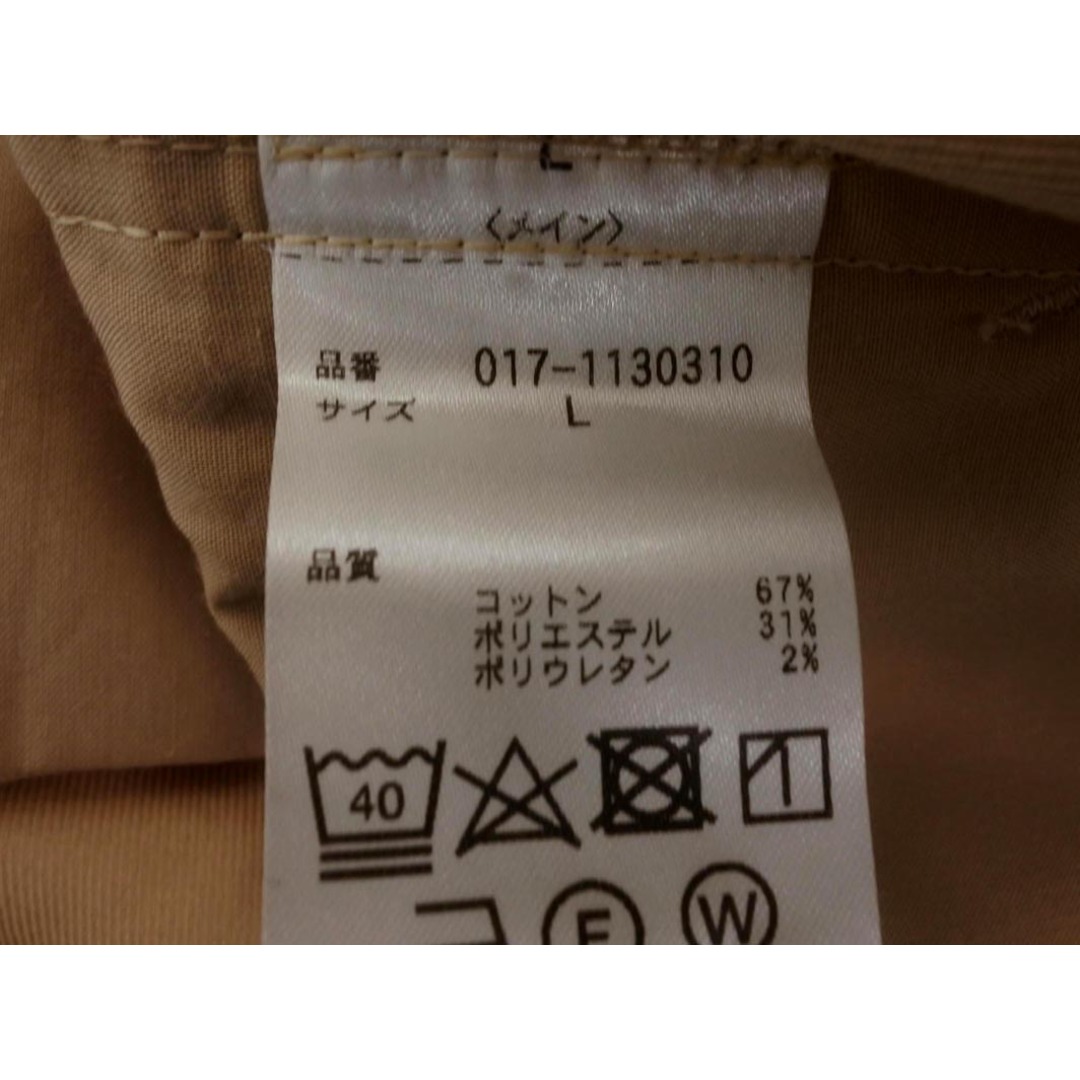 L
〈メイン〉
品番 017-1130310
サイズ L
品質
コットン 67%
ポリエステル 31%
ポリウレタン 2%
40
F W